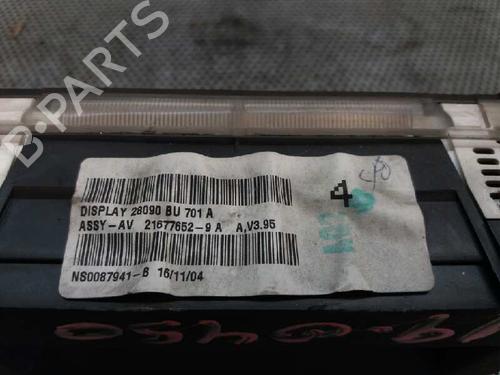 B-PARTS
DISPLAY 28090 BU 701 A
ASSY-AV 21677652-9 A A,V3.95
NS0087941-B 16/11/04
4